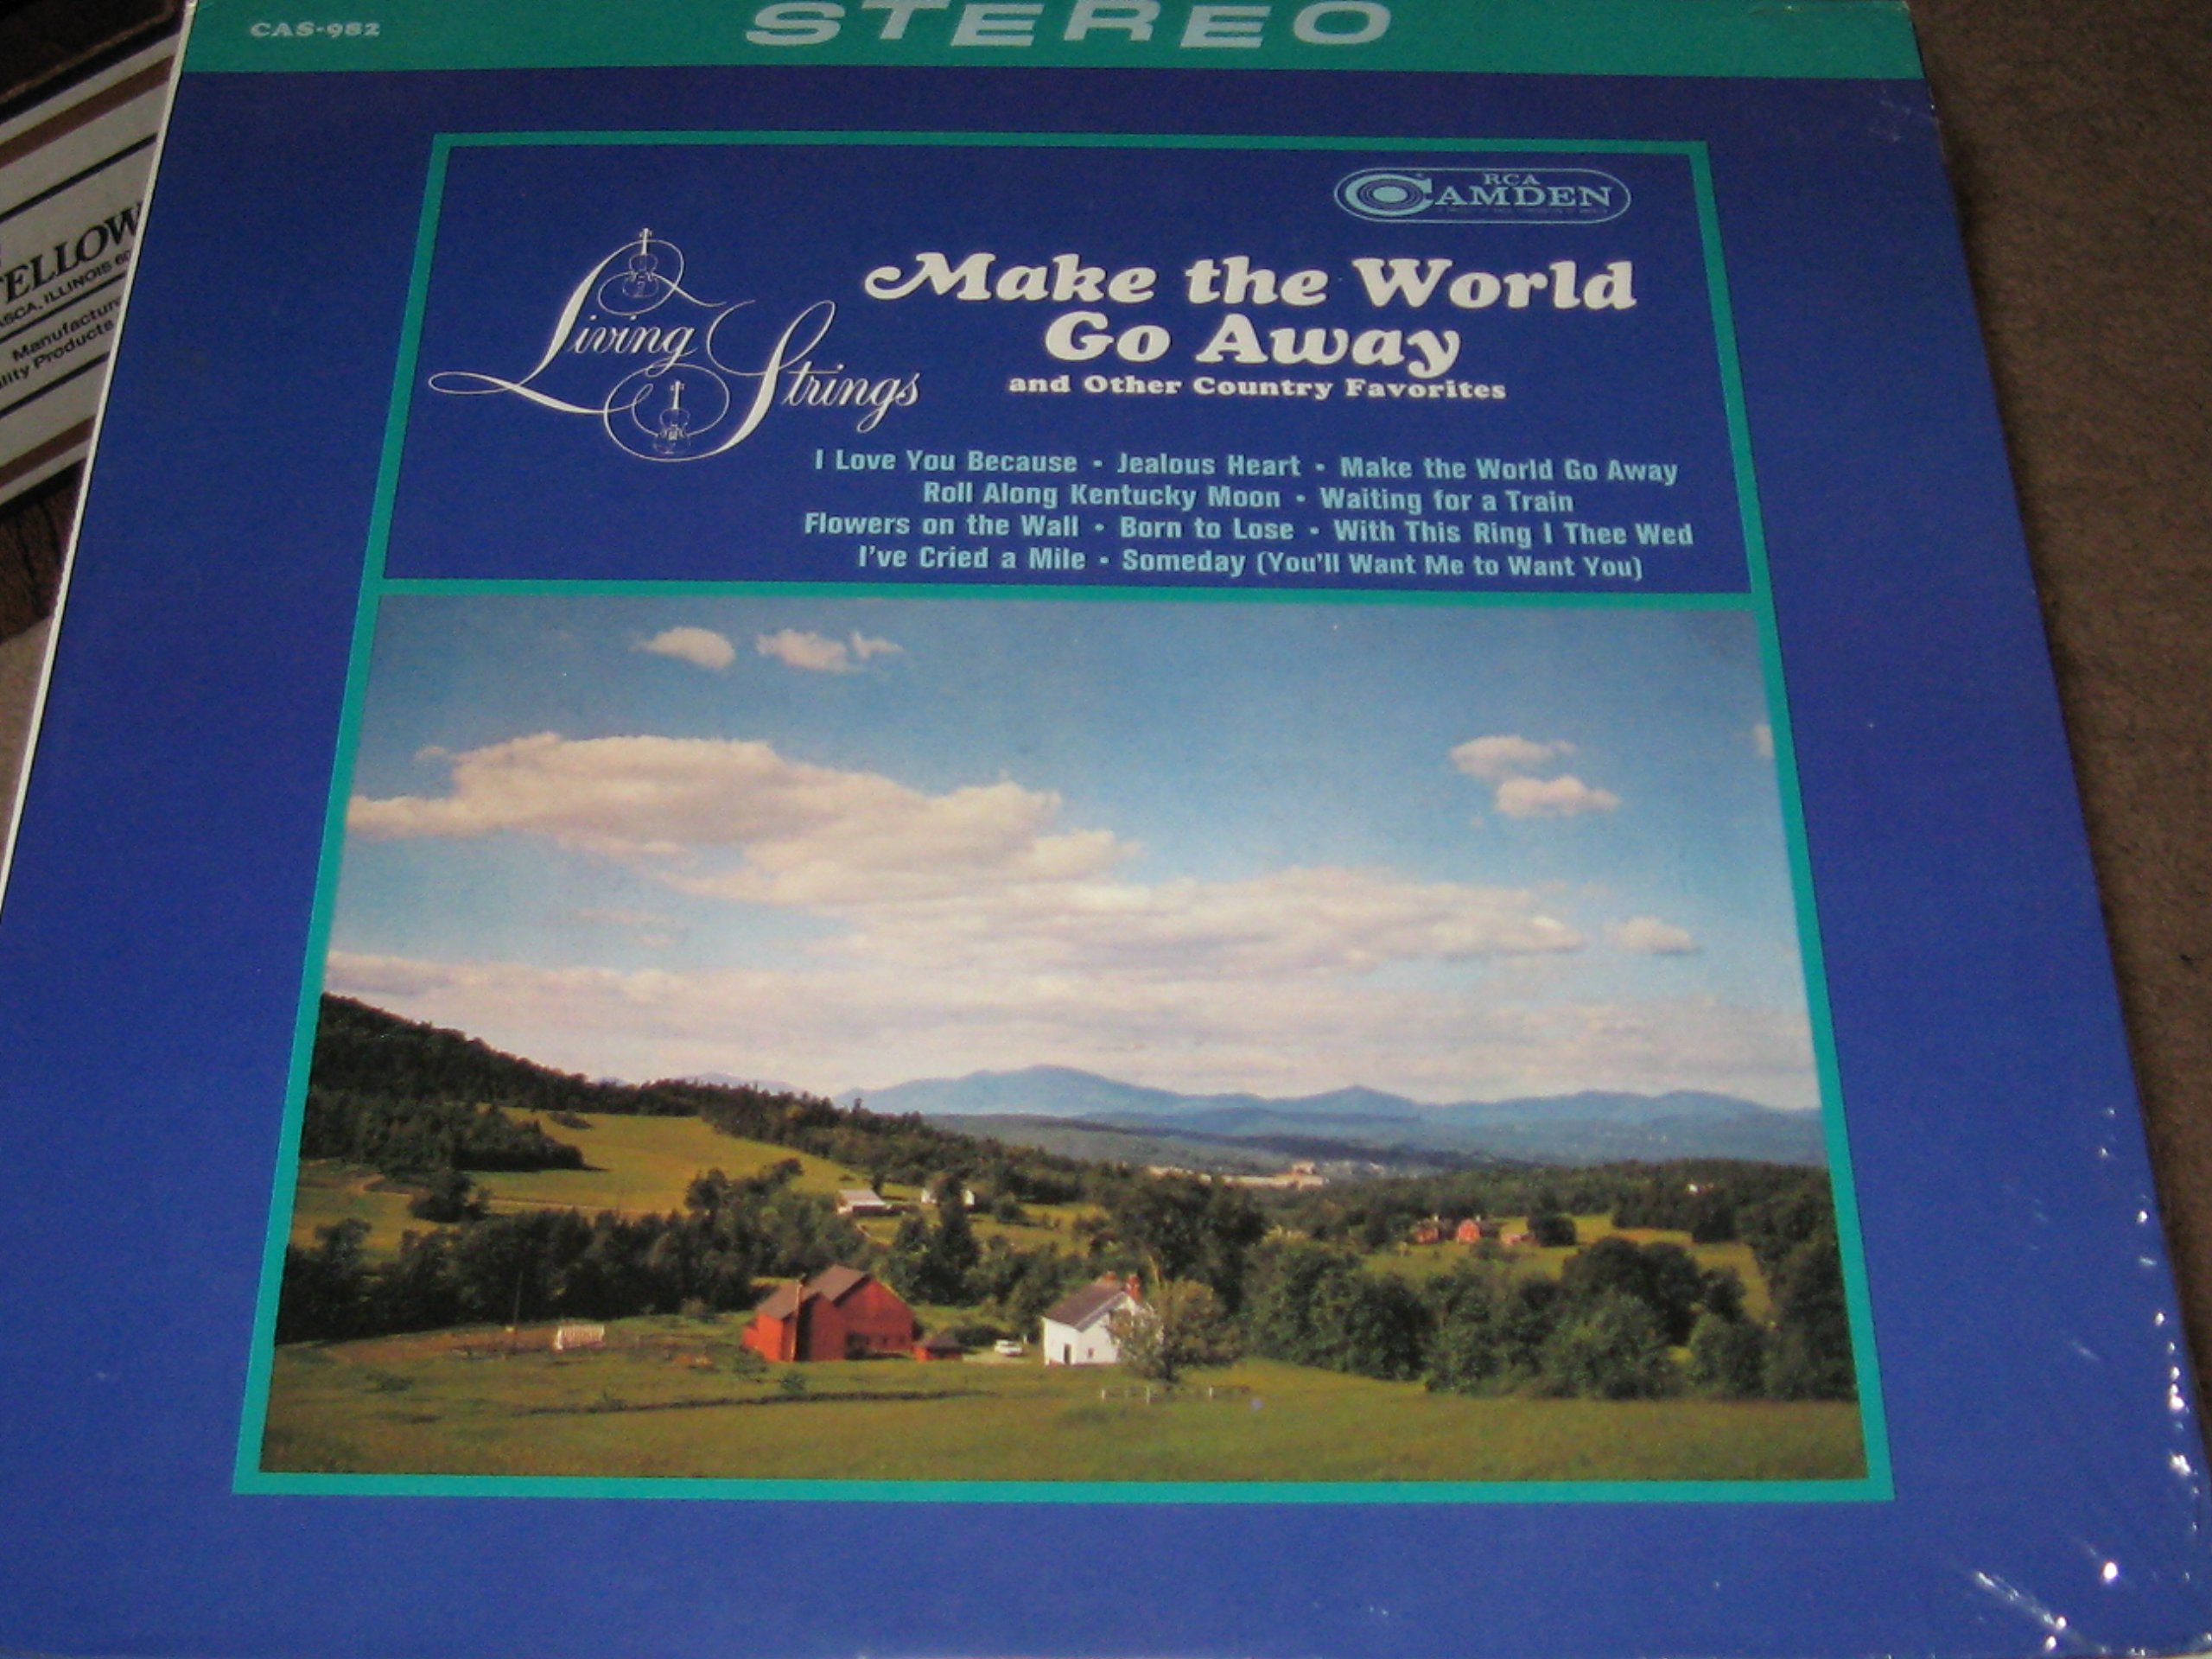 CAS-982
STEREO
RCA
CAMDEN
Living Strings
Make the World
Go Away
and Other Country Favorites
I Love You Because • Jealous Heart • Make the World Go Away
Roll Along Kentucky Moon • Waiting for a Train
Flowers on the Wall • Born to Lose • With This Ring I Thee Wed
I've Cried a Mile • Someday (You'll Want Me to Want You)
ELLOW
ILLINOIS 60
Manufactur
lity Products